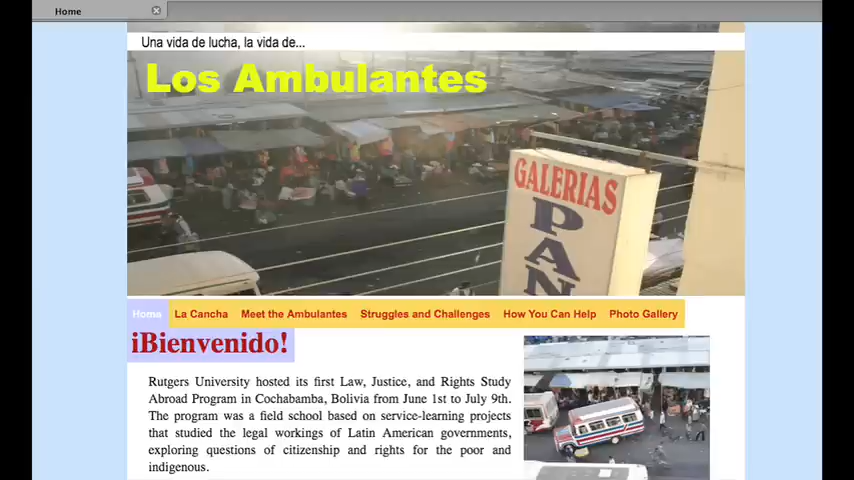 Home
Una vida de lucha, la vida de...
Los Ambulantes
GALERIAS
PAN
Home La Cancha Meet the Ambulantes Struggles and Challenges How You Can Help Photo Gallery
¡Bienvenido!
Rutgers University hosted its first Law, Justice, and Rights Study
Abroad Program in Cochabamba, Bolivia from June 1st to July 9th.
The program was a field school based on service-learning projects
that studied the legal workings of Latin American governments,
exploring questions of citizenship and rights for the poor and
indigenous.